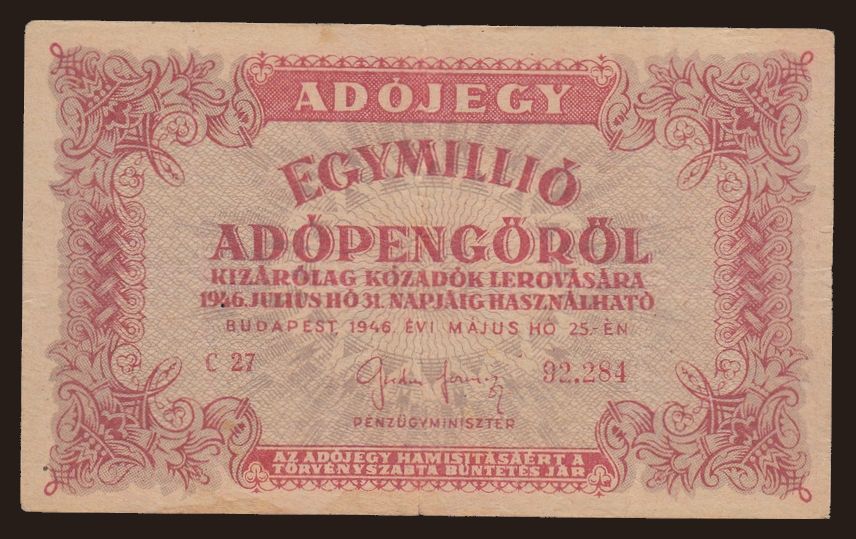 ADÓJEGY
EGYMILLIÓ
ADÓPENGŐRŐL
KIZÁRÓLAG KÖZADÓK LEROVÁSÁRA
1946. JULIUS HÓ 31. NAPJÁIG HASZNÁLHATÓ
BUDAPEST 1946. ÉVI MÁJUS HÓ 25.-ÉN
C 27 92.284
PÉNZÜGYMINISZTER
AZ ADÓJEGY HAMISITÁSÁÉRT A
TÖRVÉNYSZABTA BÜNTETÉS JÁR